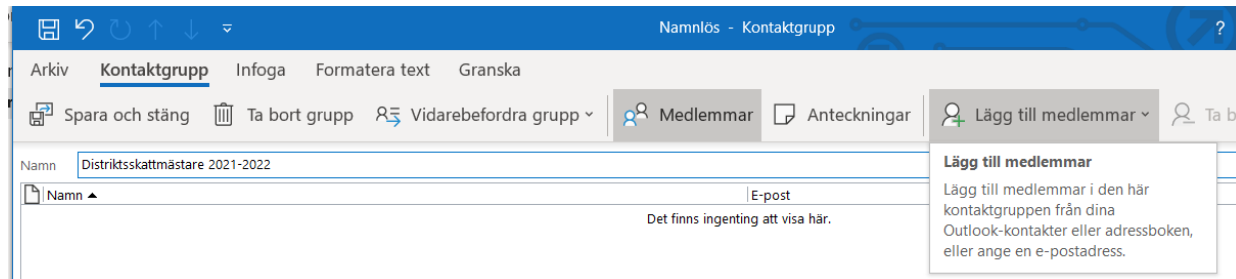 Namnlös - Kontaktgrupp ?
Arkiv Kontaktgrupp Infoga Formatera text Granska
Spara och stäng Ta bort grupp Vidarebefordra grupp Medlemmar Anteckningar Lägg till medlemmar Ta b
Namn Distriktsskattmästare 2021-2022
Namn E-post
Det finns ingenting att visa här.
Lägg till medlemmar
Lägg till medlemmar i den här
kontaktgruppen från dina
Outlook-kontakter eller adressboken,
eller ange en e-postadress.